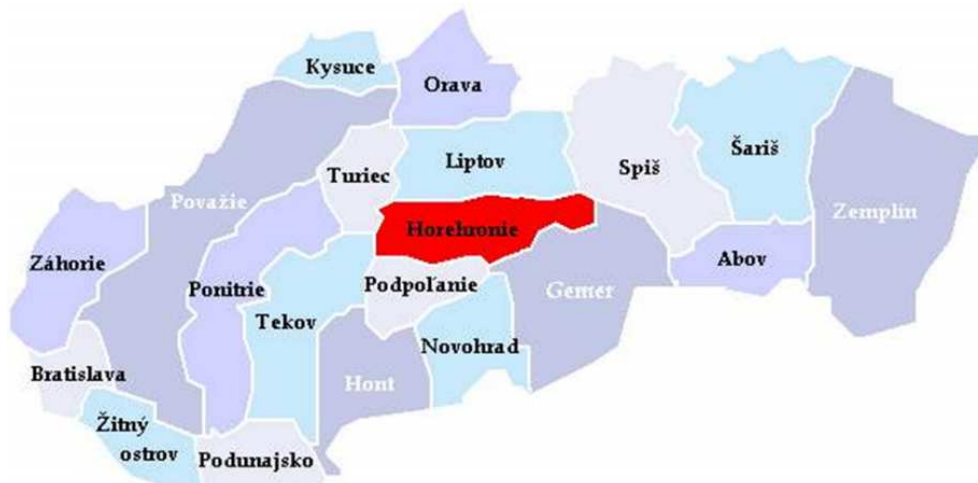 Kysuce
Orava
Turiec
Liptov
Spiš
Šariš
Považie
Horehronie
Zemplín
Záhorie
Ponitrie
Podpoľanie
Gemer
Abov
Tekov
Novohrad
Bratislava
Hont
Žitný
ostrov
Podunajsko